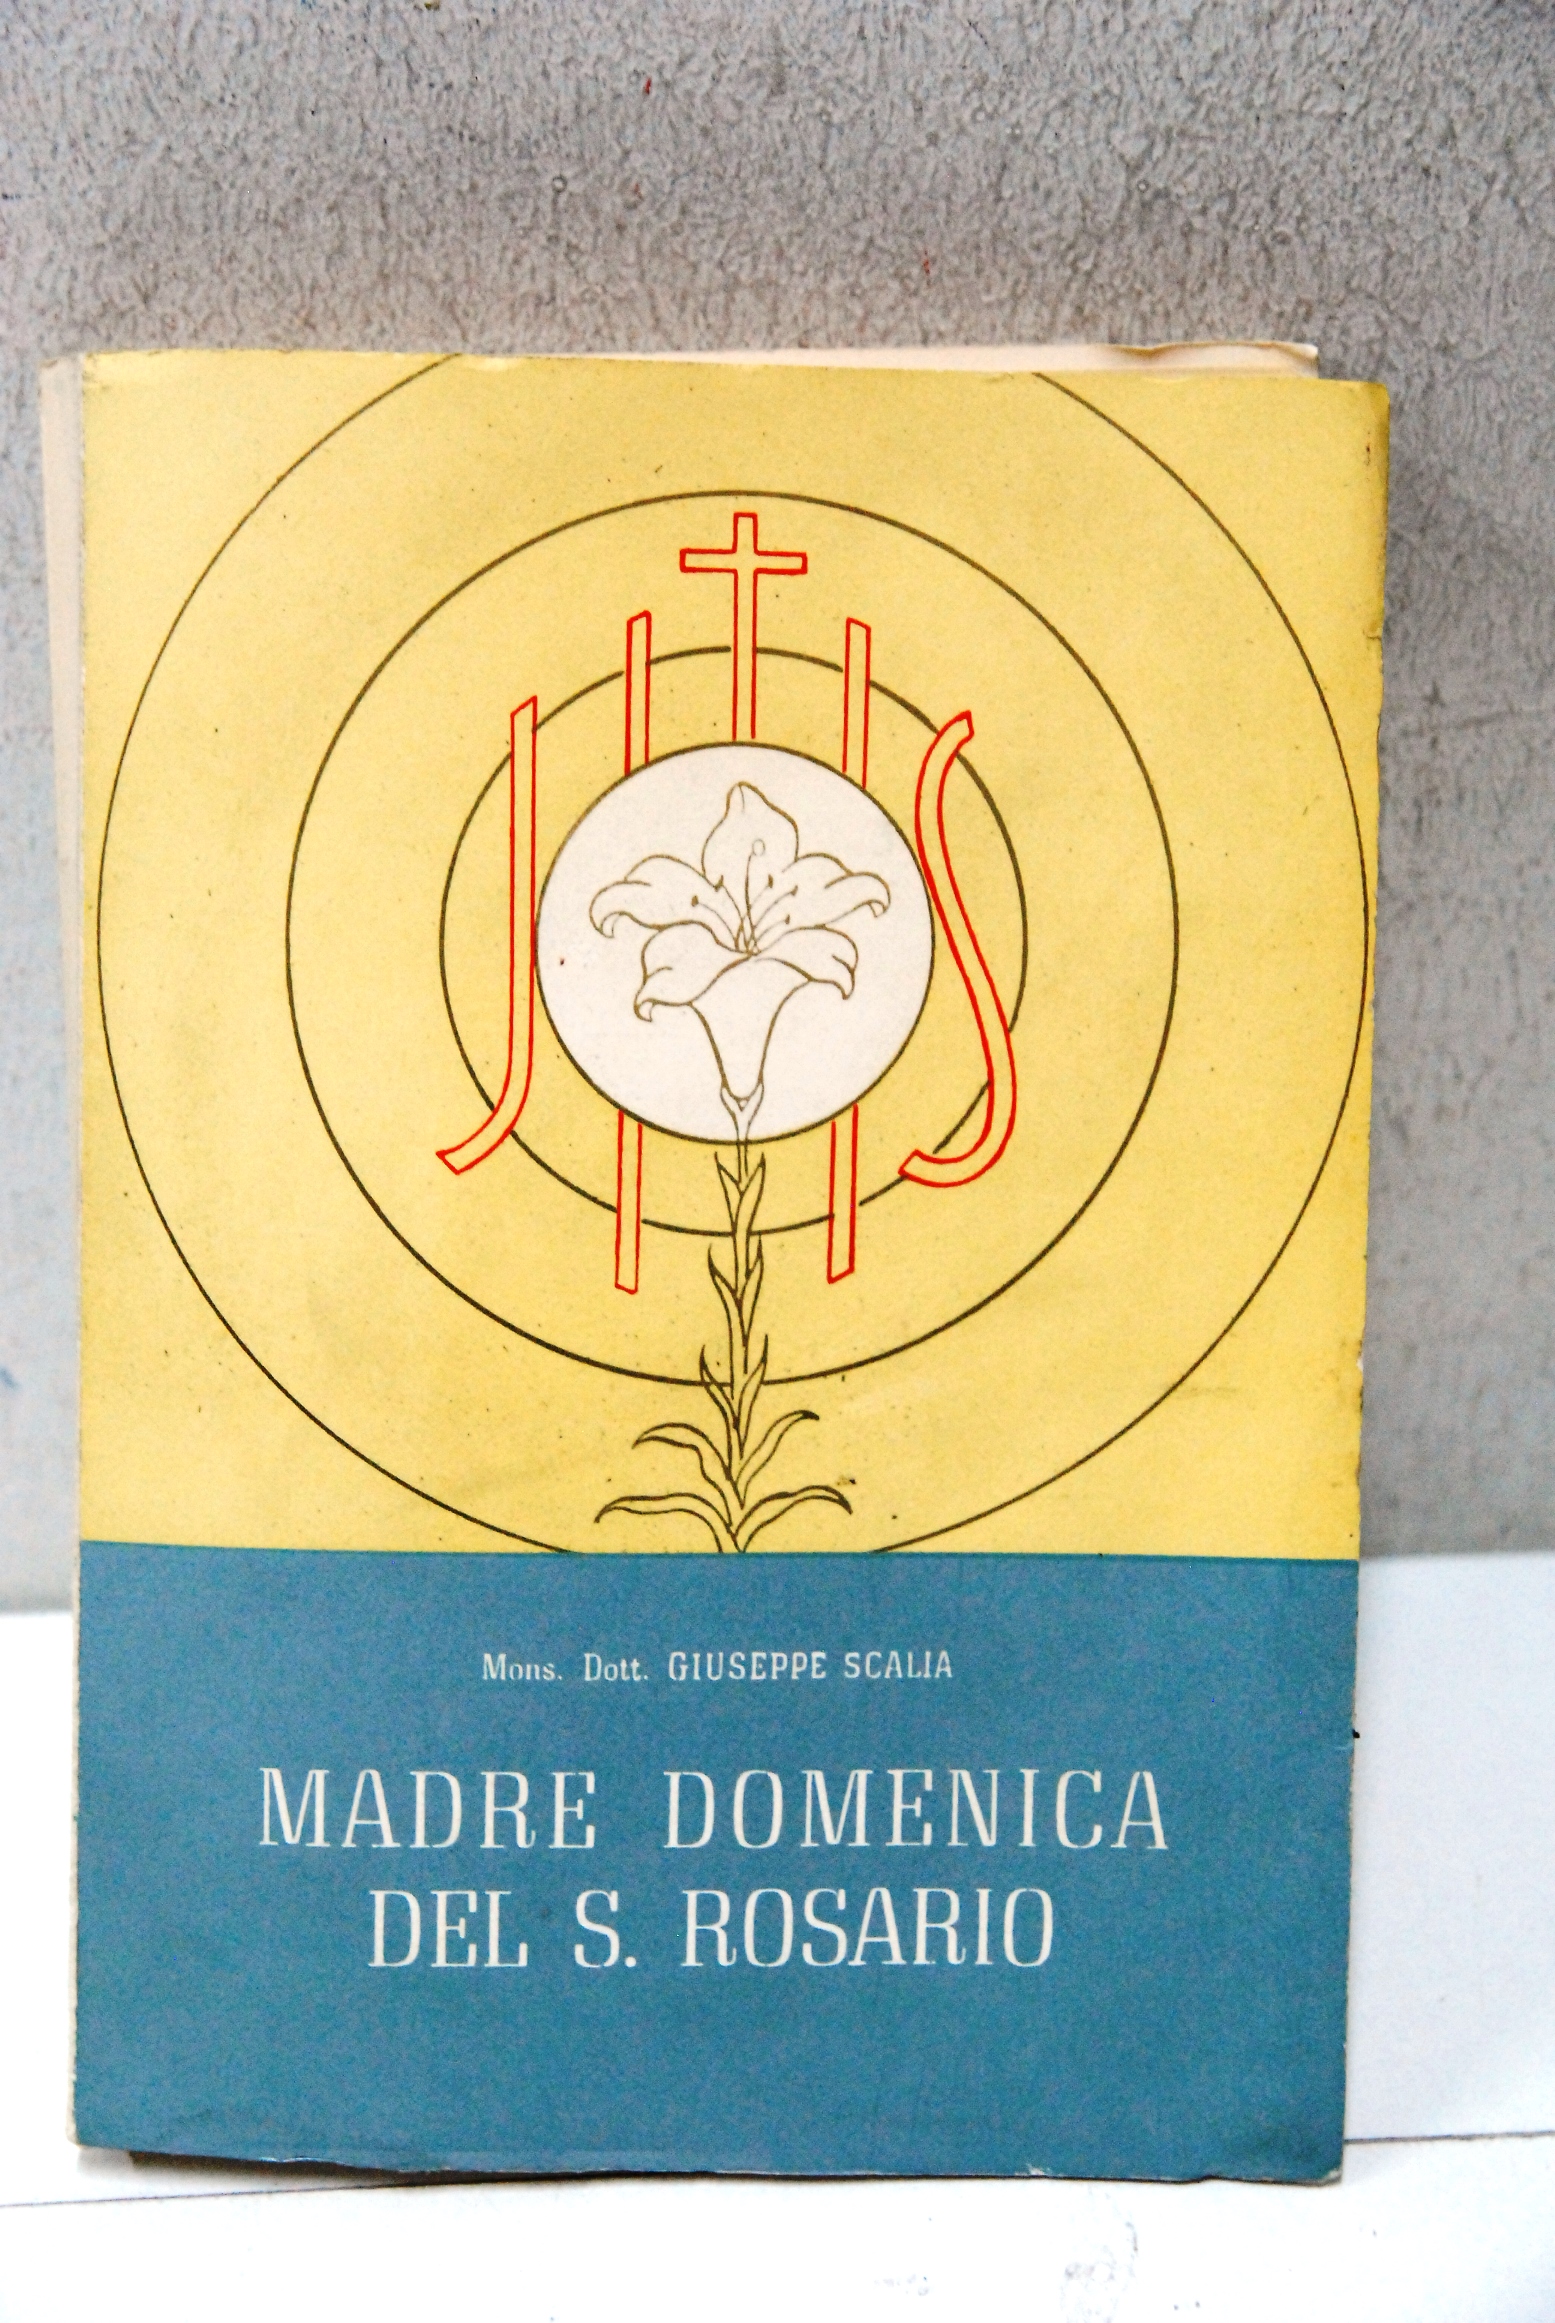 JHS
Mons. Dott. GIUSEPPE SCALIA
MADRE DOMENICA
DEL S. ROSARIO